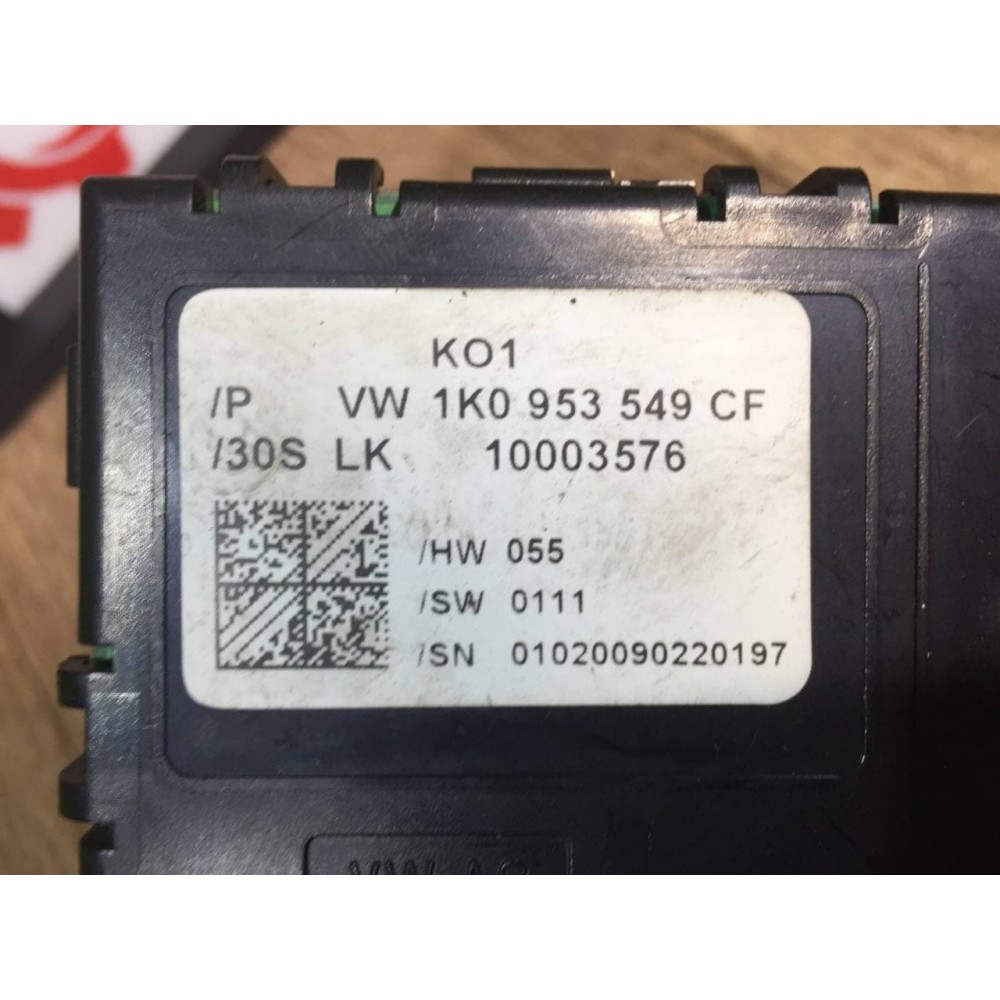 KO1
/P VW 1K0 953 549 CF
/30S LK 10003576
/HW 055
/SW 0111
/SN 01020090220197